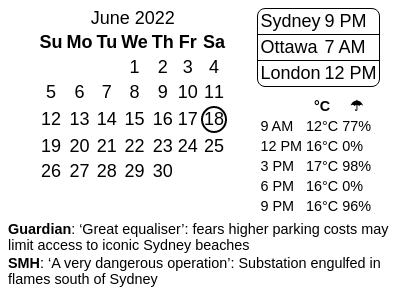 June 2022
Su Mo Tu We Th Fr Sa
1 2 3 4
5 6 7 8 9 10 11
12 13 14 15 16 17 18
19 20 21 22 23 24 25
26 27 28 29 30
Sydney 9 PM
Ottawa 7 AM
London 12 PM
°C ☂
9 AM 12°C 77%
12 PM 16°C 0%
3 PM 17°C 98%
6 PM 16°C 0%
9 PM 16°C 96%
Guardian: ‘Great equaliser’: fears higher parking costs may
limit access to iconic Sydney beaches
SMH: ‘A very dangerous operation’: Substation engulfed in
flames south of Sydney